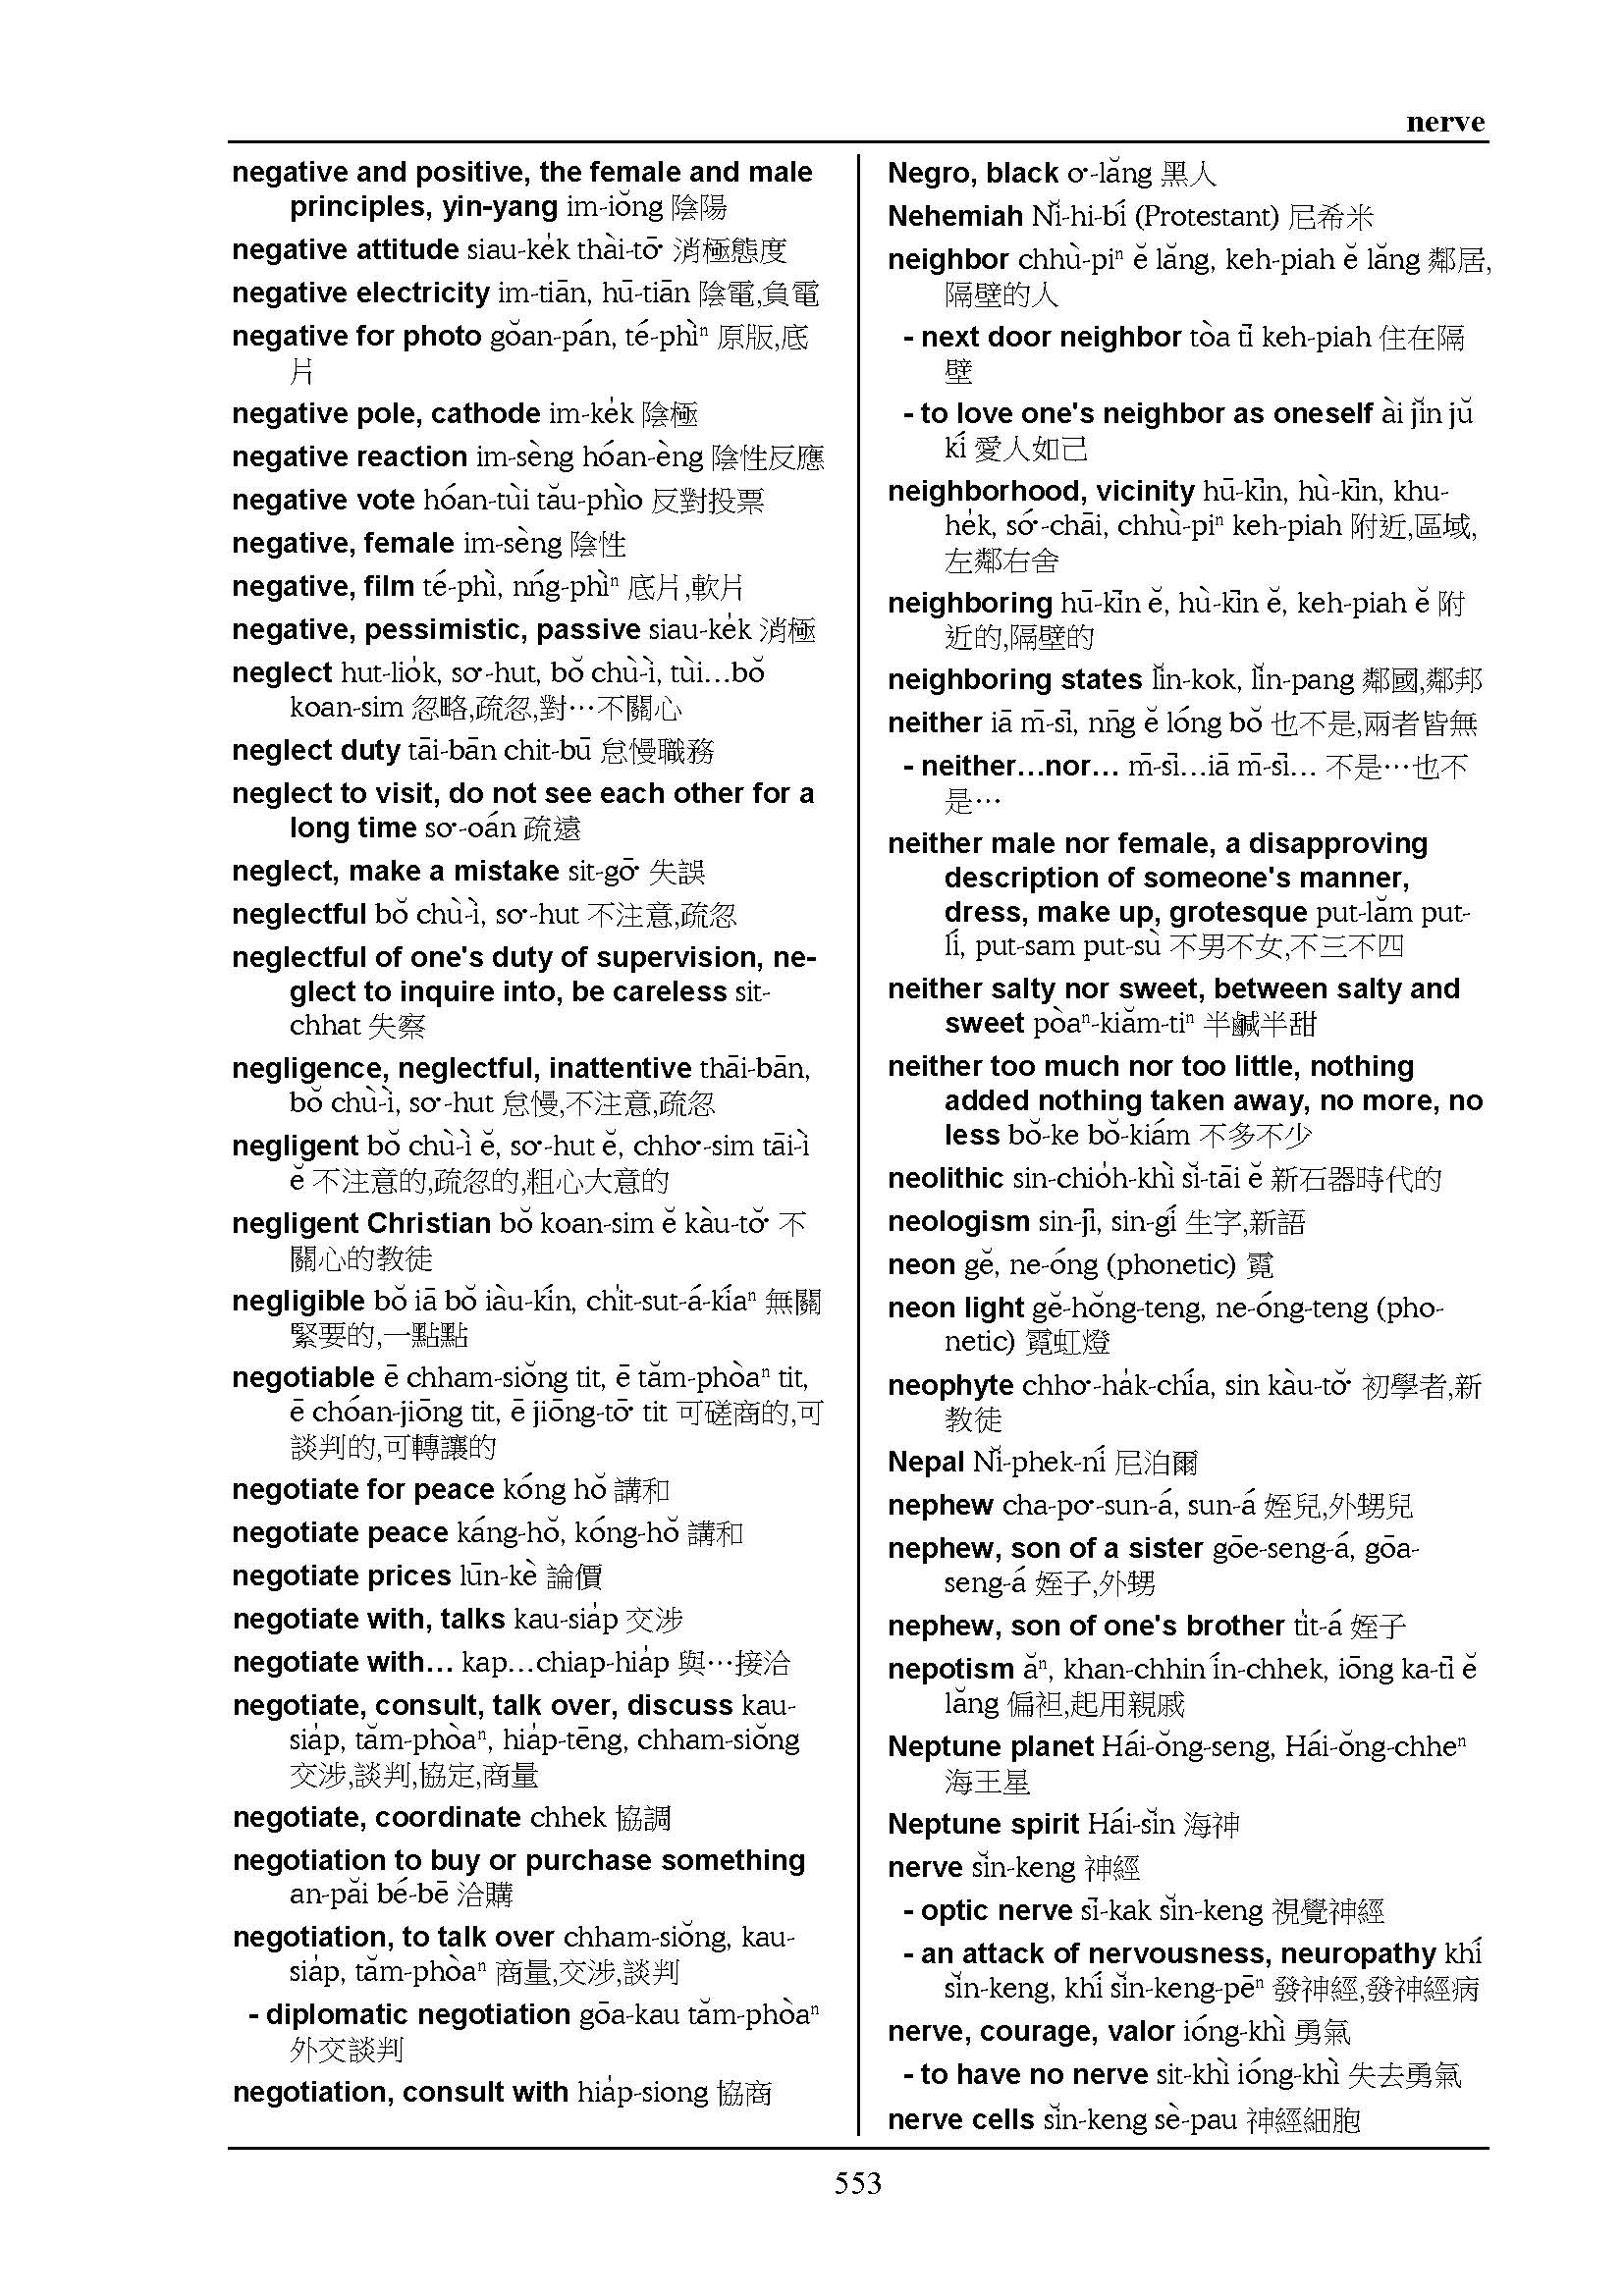 nerve
negative and positive, the female and male
principles, yin-yang im-iŏng 陰陽
negative attitude siau-ke̍k thài-tō͘ 消極態度
negative electricity im-tiān, hū-tiān 陰電,負電
negative for photo gŏan-pán, té-phìⁿ 原版,底
片
negative pole, cathode im-ke̍k 陰極
negative reaction im-sèng hóan-èng 陰性反應
negative vote hóan-tùi tău-phìo 反對投票
negative, female im-sèng 陰性
negative, film té-phì, nńg-phìⁿ 底片,軟片
negative, pessimistic, passive siau-ke̍k 消極
neglect hut-lio̍k, so͘-hut, bŏ chù-ì, tùi…bŏ
koan-sim 忽略,疏忽,對…不關心
neglect duty tāi-bān chit-bū 怠慢職務
neglect to visit, do not see each other for a
long time so͘-oán 疏遠
neglect, make a mistake sit-gō͘ 失誤
neglectful bŏ chù-ì, so͘-hut 不注意,疏忽
neglectful of one's duty of supervision, ne-
glect to inquire into, be careless sit-
chhat 失察
negligence, neglectful, inattentive thāi-bān,
bŏ chù-ì, so͘-hut 怠慢,不注意,疏忽
negligent bŏ chù-ì ĕ, so͘-hut ĕ, chho͘-sim tāi-ì
ĕ 不注意的,疏忽的,粗心大意的
negligent Christian bŏ koan-sim ĕ kàu-tŏ͘ 不
關心的教徒
negligible bŏ iā bŏ iàu-kín, chi̍t-sut-á-kíaⁿ 無關
緊要的,一點點
negotiable ē chham-siŏng tit, ē tăm-phòaⁿ tit,
ē chóan-jiōng tit, ē jiōng-tō͘ tit 可磋商的,可
談判的,可轉讓的
negotiate for peace kóng hŏ 講和
negotiate peace káng-hŏ, kóng-hŏ 講和
negotiate prices lūn-kè 論價
negotiate with, talks kau-sia̍p 交涉
negotiate with… kap…chiap-hia̍p 與…接洽
negotiate, consult, talk over, discuss kau-
sia̍p, tăm-phòaⁿ, hia̍p-tēng, chham-siŏng
交涉,談判,協定,商量
negotiate, coordinate chhek 協調
negotiation to buy or purchase something
an-păi bé-bē 洽購
negotiation, to talk over chham-siŏng, kau-
sia̍p, tăm-phòaⁿ 商量,交涉,談判
- diplomatic negotiation gōa-kau tăm-phòaⁿ
外交談判
negotiation, consult with hia̍p-siong 協商
Negro, black o͘-lăng 黑人
Nehemiah Nĭ-hi-bí (Protestant) 尼希米
neighbor chhù-piⁿ ĕ lăng, keh-piah ĕ lăng 鄰居,
隔壁的人
- next door neighbor tòa tī keh-piah 住在隔
壁
- to love one's neighbor as oneself ài jĭn jŭ
kí 愛人如己
neighborhood, vicinity hū-kīn, hù-kīn, khu-
he̍k, só͘-chāi, chhù-piⁿ keh-piah 附近,區域,
左鄰右舍
neighboring hū-kīn ĕ, hù-kīn ĕ, keh-piah ĕ 附
近的,隔壁的
neighboring states lĭn-kok, lĭn-pang 鄰國,鄰邦
neither iā m̄-sī, nn̄g ĕ lóng bŏ 也不是,兩者皆無
- neither…nor… m̄-sī…iā m̄-sī… 不是…也不
是…
neither male nor female, a disapproving
description of someone's manner,
dress, make up, grotesque put-lăm put-
lí, put-sam put-sù 不男不女,不三不四
neither salty nor sweet, between salty and
sweet pòaⁿ-kiăm-tiⁿ 半鹹半甜
neither too much nor too little, nothing
added nothing taken away, no more, no
less bŏ-ke bŏ-kiám 不多不少
neolithic sin-chio̍h-khì sĭ-tāi ĕ 新石器時代的
neologism sin-jī, sin-gí 生字,新語
neon gĕ, ne-óng (phonetic) 霓
neon light gĕ-hŏng-teng, ne-óng-teng (pho-
netic) 霓虹燈
neophyte chho͘-ha̍k-chía, sin kàu-tŏ͘ 初學者,新
教徒
Nepal Nĭ-phek-ní 尼泊爾
nephew cha-po͘-sun-á, sun-á 姪兒,外甥兒
nephew, son of a sister gōe-seng-á, gōa-
seng-á 姪子,外甥
nephew, son of one's brother ti̍t-á 姪子
nepotism ăⁿ, khan-chhin ín-chhek, iōng ka-tī ĕ
lăng 偏袒,起用親戚
Neptune planet Hái-ŏng-seng, Hái-ŏng-chheⁿ
海王星
Neptune spirit Hái-sĭn 海神
nerve sĭn-keng 神經
- optic nerve sī-kak sĭn-keng 視覺神經
- an attack of nervousness, neuropathy khí
sĭn-keng, khí sĭn-keng-pēⁿ 發神經,發神經病
nerve, courage, valor ióng-khì 勇氣
- to have no nerve sit-khì ióng-khì 失去勇氣
nerve cells sĭn-keng sè-pau 神經細胞
553